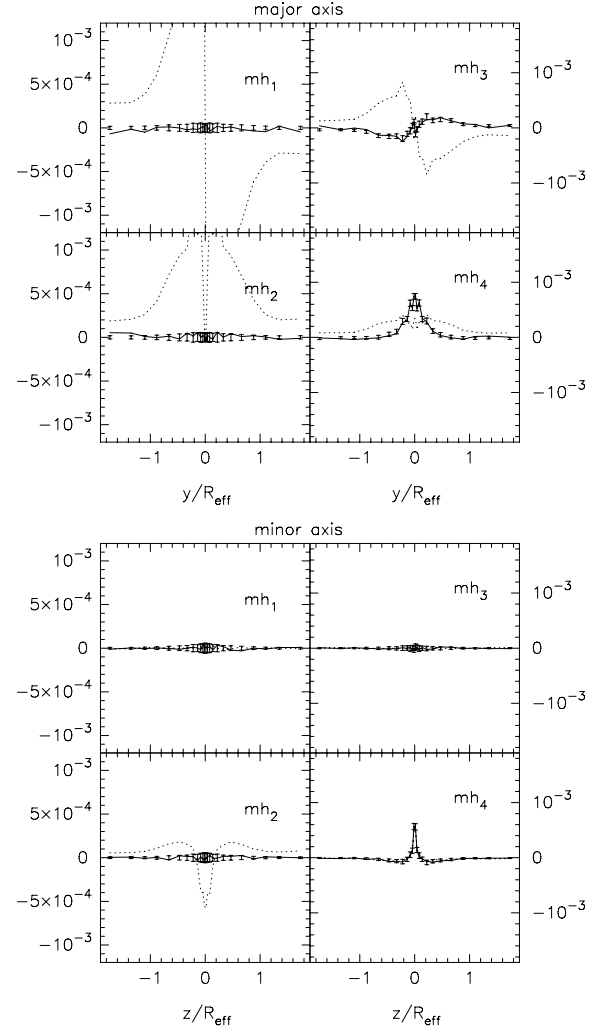 major axis
10⁻³
5×10⁻⁴
0
−5×10⁻⁴
−10⁻³
mh₁
mh₃
10⁻³
0
−10⁻³
10⁻³
5×10⁻⁴
0
−5×10⁻⁴
−10⁻³
mh₂
mh₄
10⁻³
0
−10⁻³
−1 0 1 −1 0 1
y/R_eff y/R_eff
minor axis
10⁻³
5×10⁻⁴
0
−5×10⁻⁴
−10⁻³
mh₁
mh₃
10⁻³
0
−10⁻³
10⁻³
5×10⁻⁴
0
−5×10⁻⁴
−10⁻³
mh₂
mh₄
10⁻³
0
−10⁻³
−1 0 1 −1 0 1
z/R_eff z/R_eff